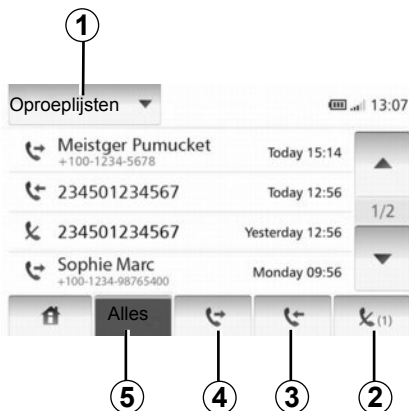 1
Oproeplijsten 13:07
Meistger Pumucket Today 15:14
+100-1234-5678
234501234567 Today 12:56
1/2
234501234567 Yesterday 12:56
Sophie Marc Monday 09:56
+100-1234-98765400
Alles (1)
5 4 3 2